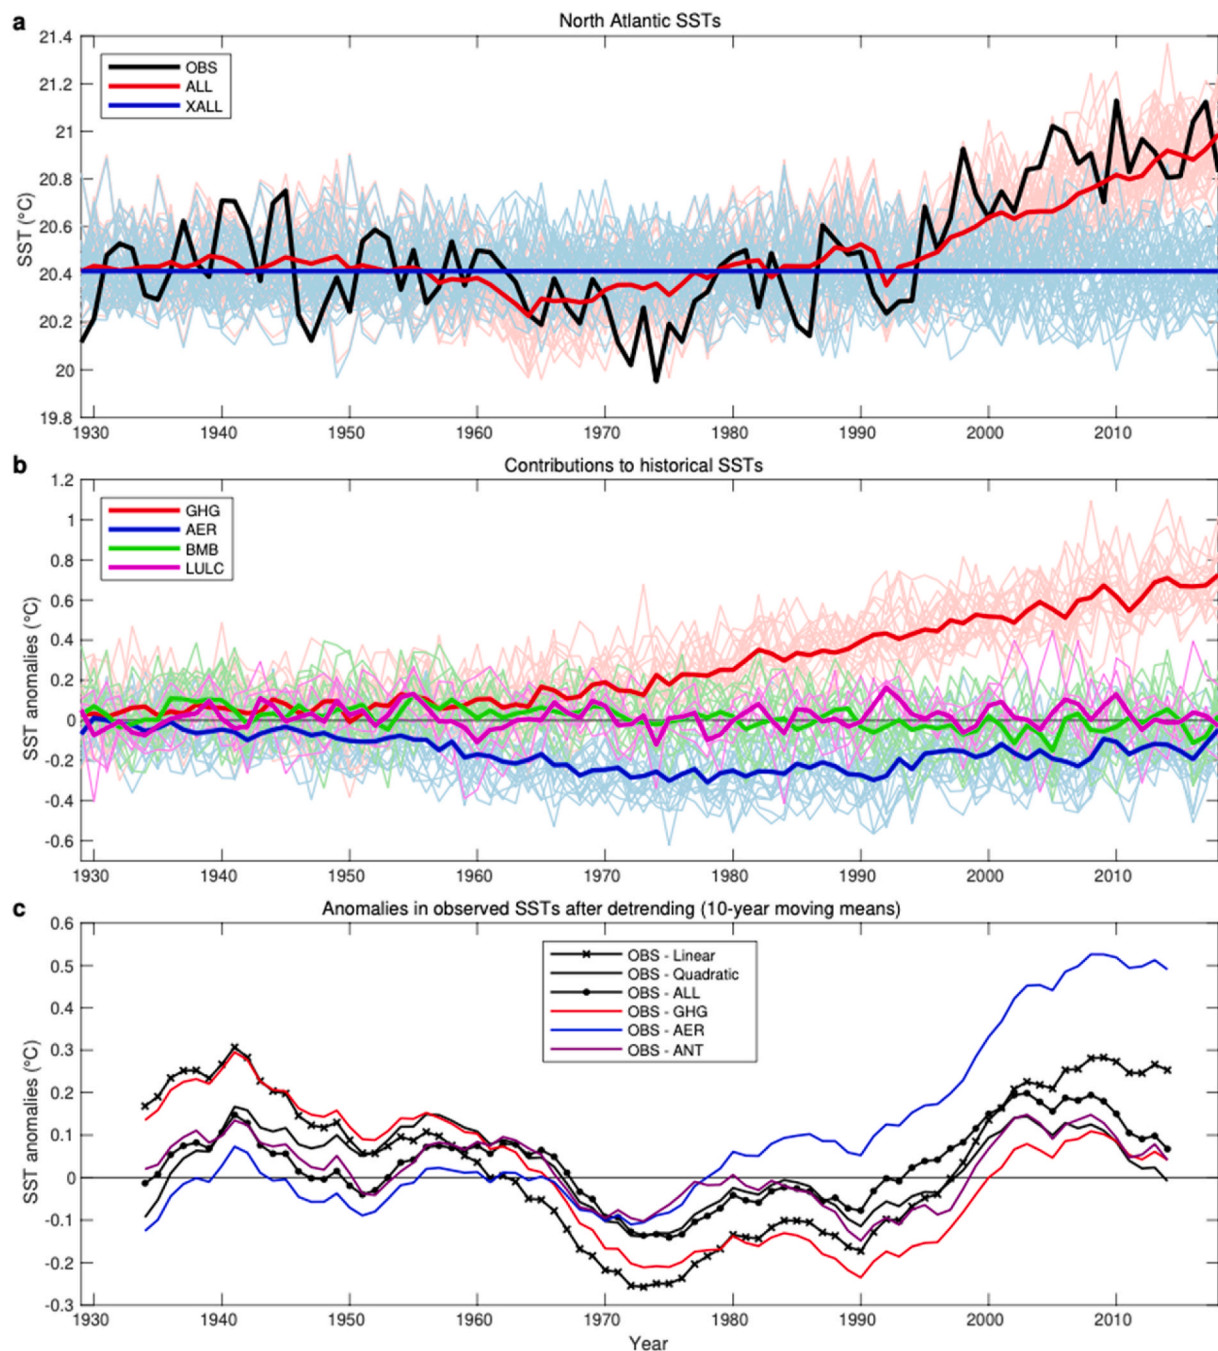 a
North Atlantic SSTs
SST (°C)
21.4
21.2
21
20.8
20.6
20.4
20.2
20
19.8
OBS
ALL
XALL
1930 1940 1950 1960 1970 1980 1990 2000 2010
b
Contributions to historical SSTs
SST anomalies (°C)
1.2
1
0.8
0.6
0.4
0.2
0
-0.2
-0.4
-0.6
GHG
AER
BMB
LULC
1930 1940 1950 1960 1970 1980 1990 2000 2010
c
Anomalies in observed SSTs after detrending (10-year moving means)
SST anomalies (°C)
0.6
0.5
0.4
0.3
0.2
0.1
0
-0.1
-0.2
-0.3
OBS - Linear
OBS - Quadratic
OBS - ALL
OBS - GHG
OBS - AER
OBS - ANT
1930 1940 1950 1960 1970 1980 1990 2000 2010
Year